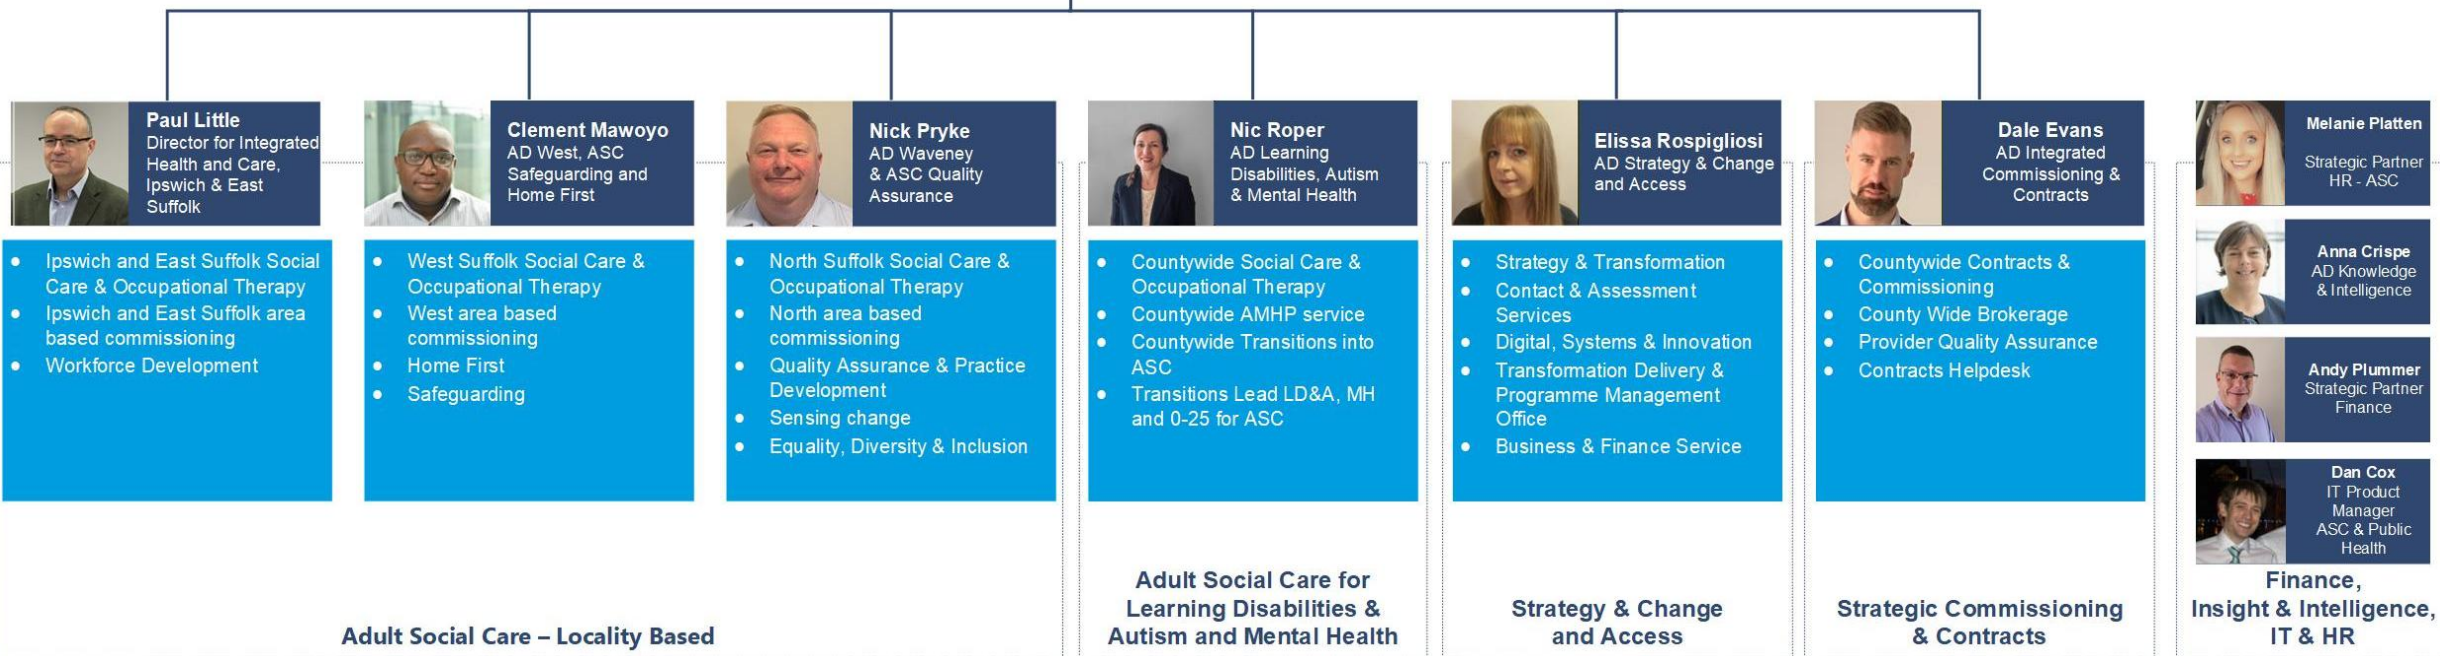 Paul Little
Director for Integrated
Health and Care,
Ipswich & East
Suffolk
● Ipswich and East Suffolk Social
Care & Occupational Therapy
● Ipswich and East Suffolk area
based commissioning
● Workforce Development
Clement Mawoyo
AD West, ASC
Safeguarding and
Home First
● West Suffolk Social Care &
Occupational Therapy
● West area based
commissioning
● Home First
● Safeguarding
Nick Pryke
AD Waveney
& ASC Quality
Assurance
● North Suffolk Social Care &
Occupational Therapy
● North area based
commissioning
● Quality Assurance & Practice
Development
● Sensing change
● Equality, Diversity & Inclusion
Adult Social Care – Locality Based
Nic Roper
AD Learning
Disabilities, Autism
& Mental Health
● Countywide Social Care &
Occupational Therapy
● Countywide AMHP service
● Countywide Transitions into
ASC
● Transitions Lead LD&A, MH
and 0-25 for ASC
Adult Social Care for
Learning Disabilities &
Autism and Mental Health
Elissa Rospigliosi
AD Strategy & Change
and Access
● Strategy & Transformation
● Contact & Assessment
Services
● Digital, Systems & Innovation
● Transformation Delivery &
Programme Management
Office
● Business & Finance Service
Strategy & Change
and Access
Dale Evans
AD Integrated
Commissioning &
Contracts
● Countywide Contracts &
Commissioning
● County Wide Brokerage
● Provider Quality Assurance
● Contracts Helpdesk
Strategic Commissioning
& Contracts
Melanie Platten
Strategic Partner
HR - ASC
Anna Crispe
AD Knowledge
& Intelligence
Andy Plummer
Strategic Partner
Finance
Dan Cox
IT Product
Manager
ASC & Public
Health
Finance,
Insight & Intelligence,
IT & HR